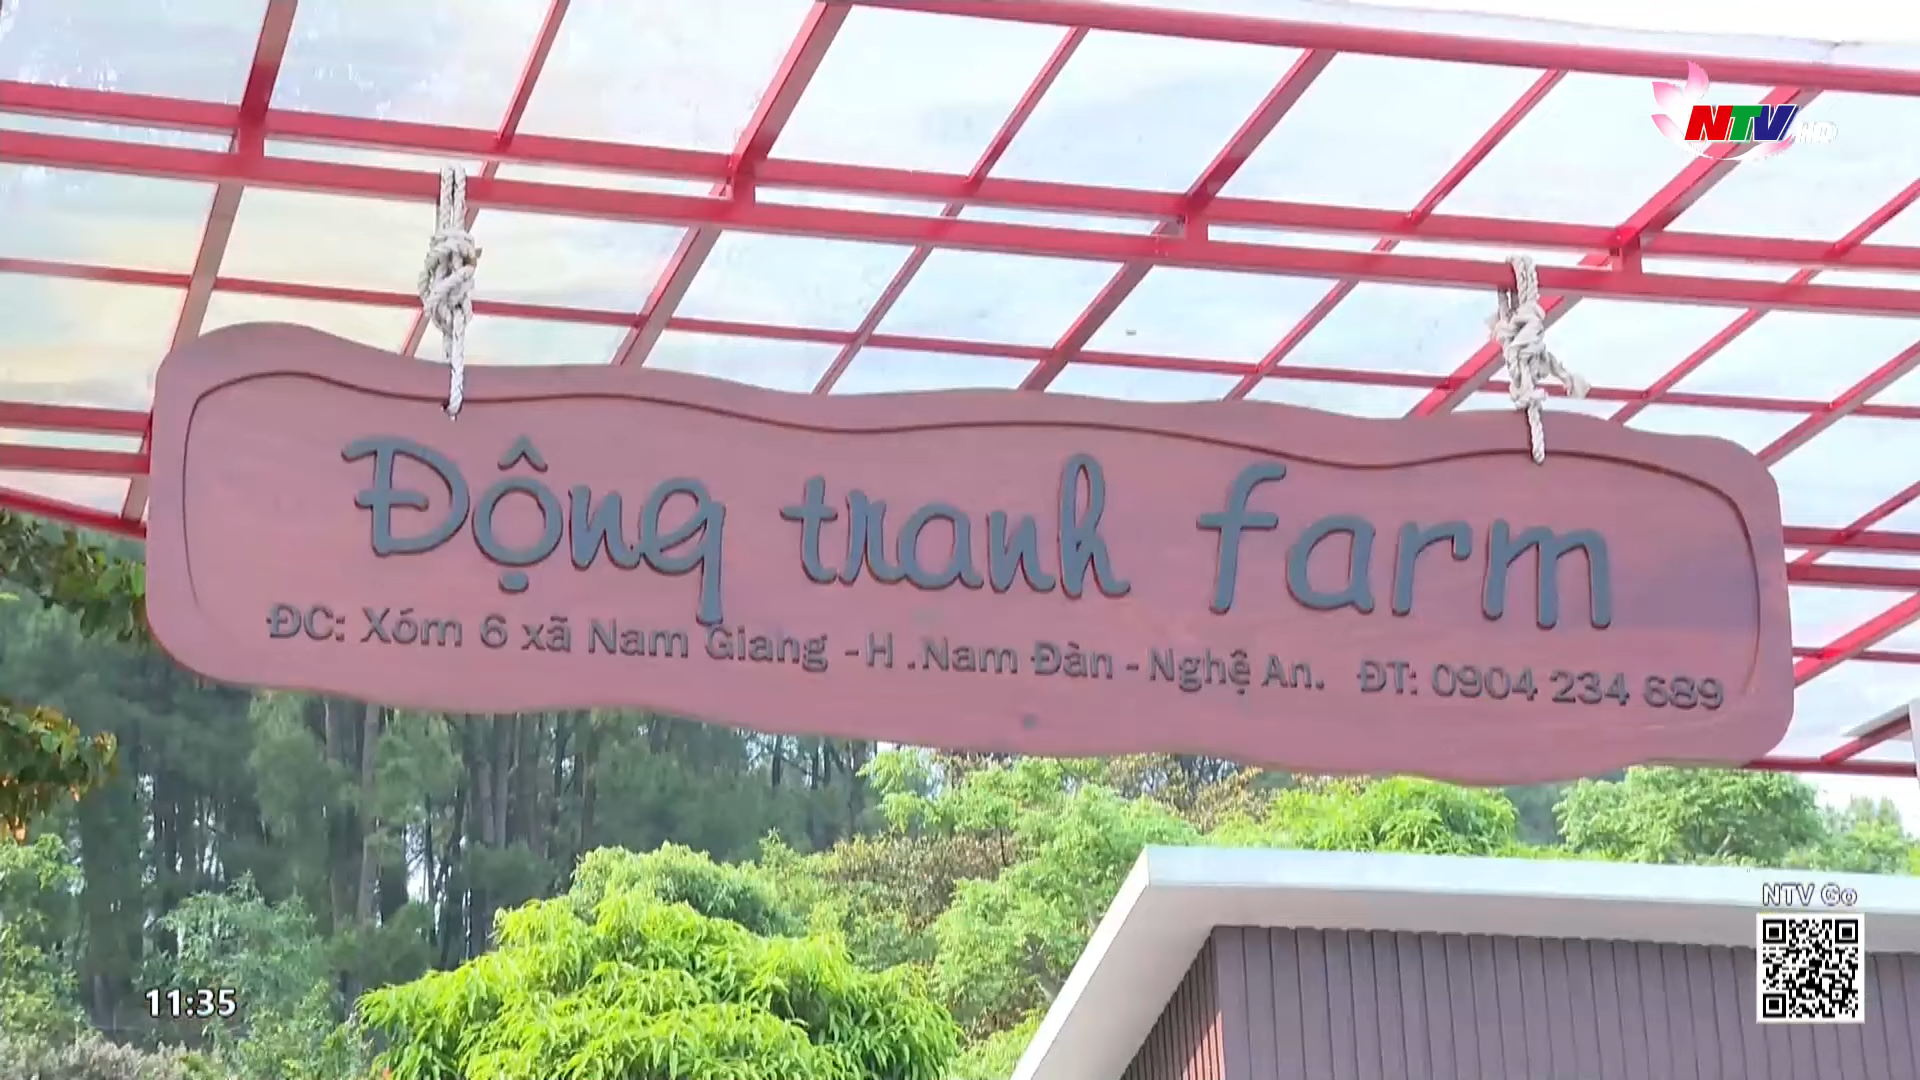 NTV HD
Động tranh farm
ĐC: Xóm 6 xã Nam Giang - H .Nam Đàn - Nghệ An. ĐT: 0904 234 689
NTV Go
11:35